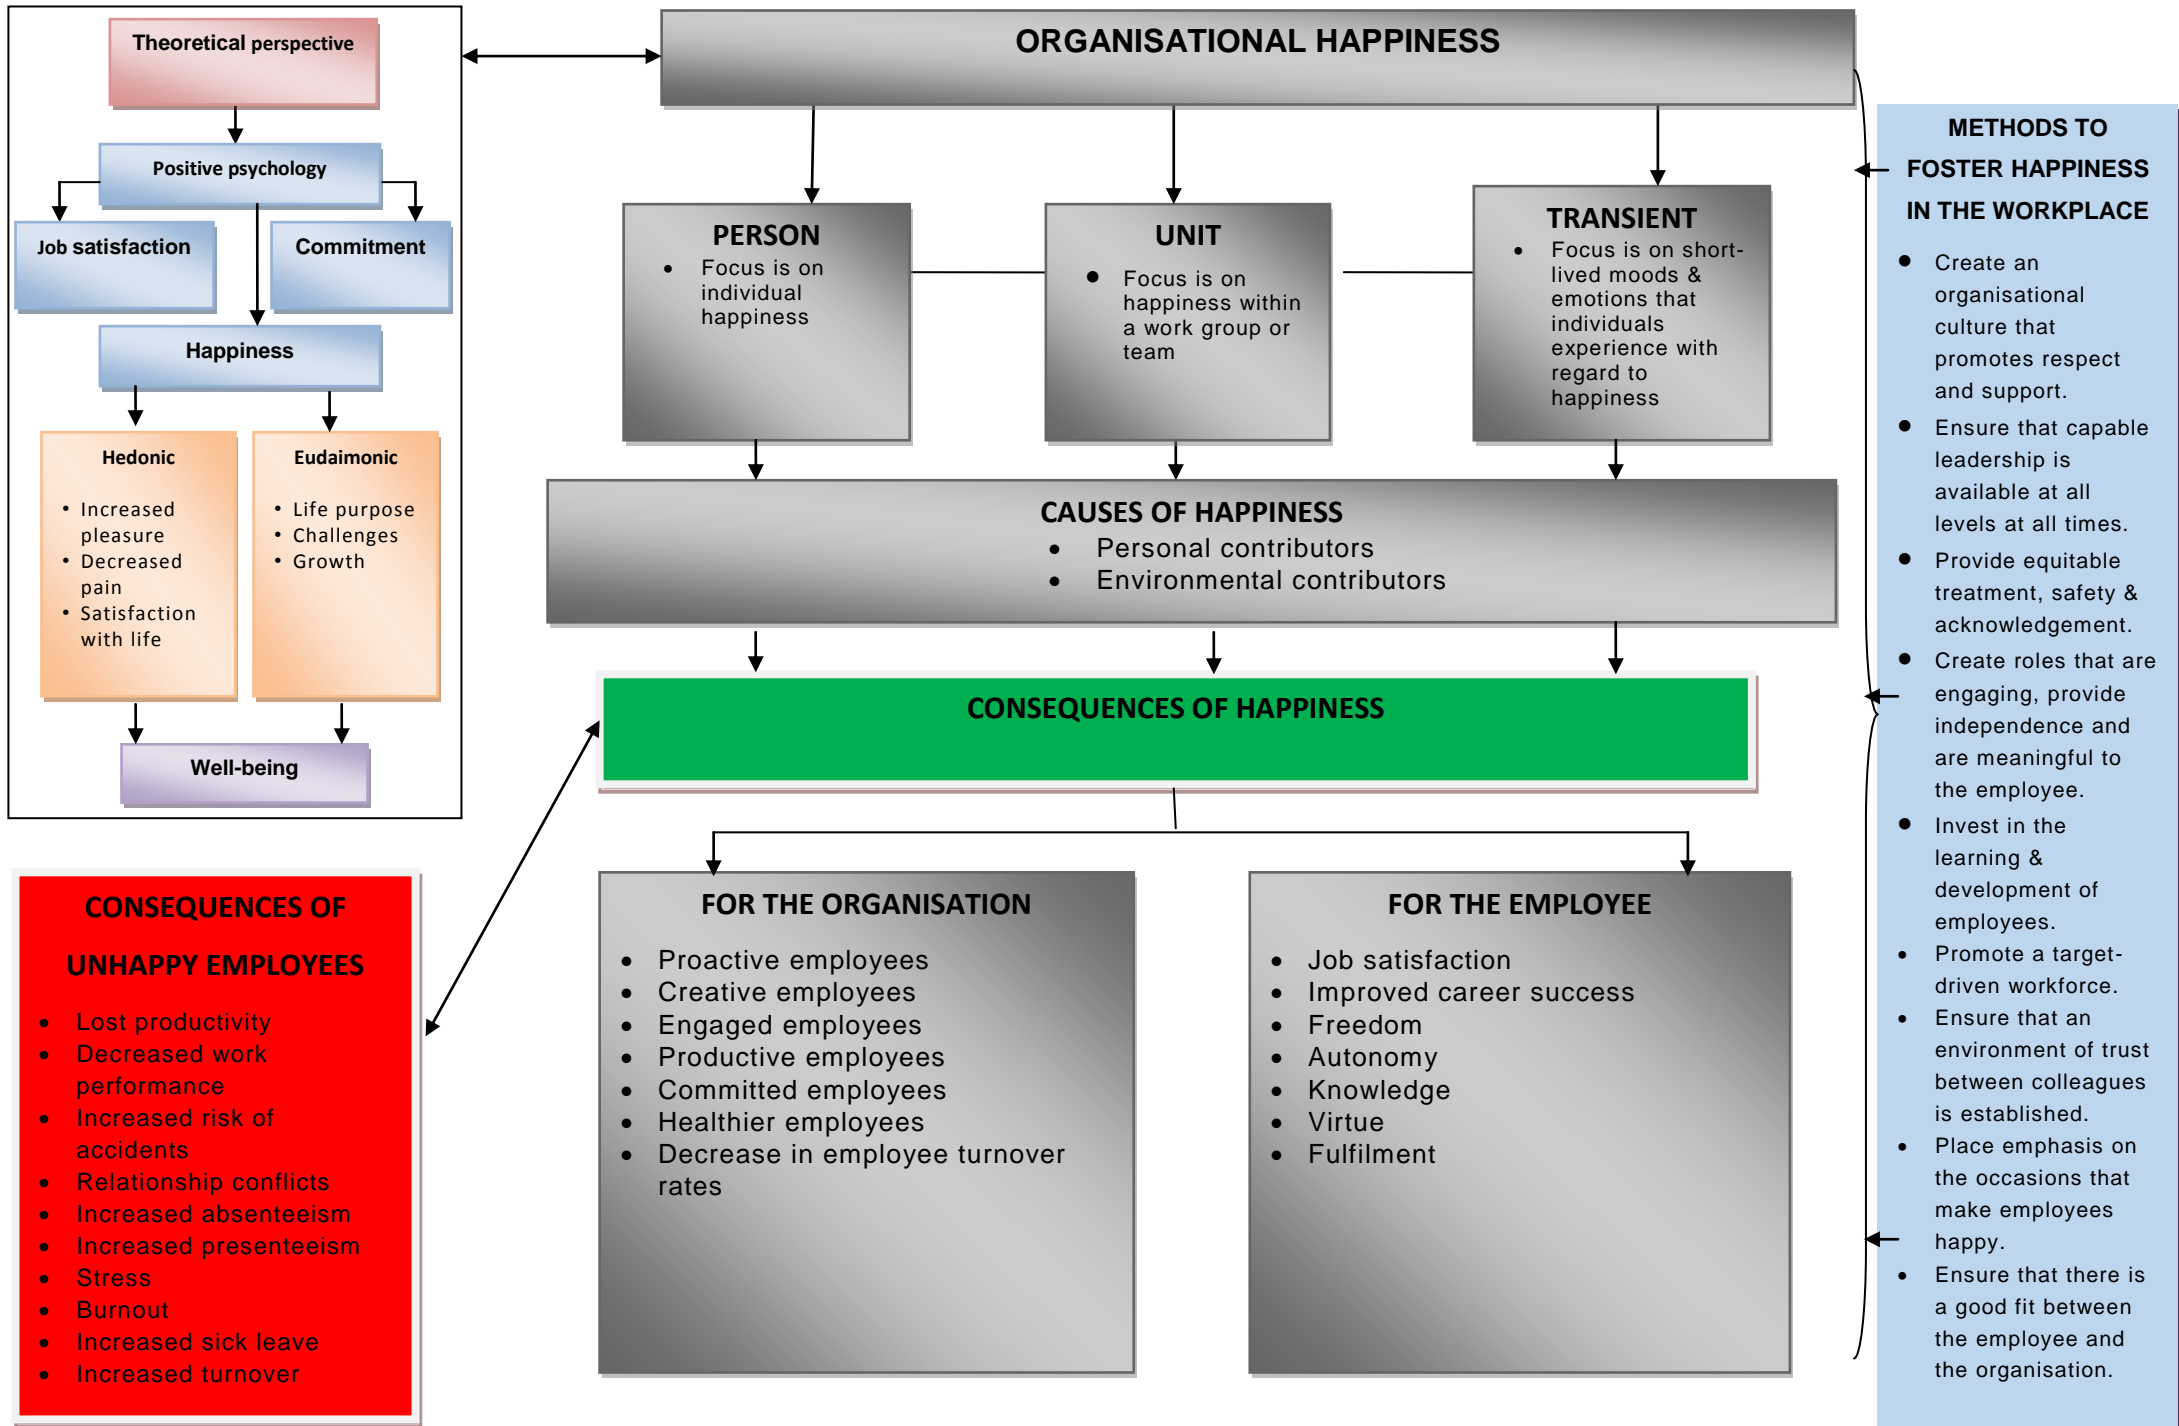 Theoretical perspective
Positive psychology
Job satisfaction
Commitment
Happiness
Hedonic
• Increased
pleasure
• Decreased
pain
• Satisfaction
with life
Eudaimonic
• Life purpose
• Challenges
• Growth
Well-being
ORGANISATIONAL HAPPINESS
PERSON
• Focus is on
individual
happiness
UNIT
• Focus is on
happiness within
a work group or
team
TRANSIENT
• Focus is on short-
lived moods &
emotions that
individuals
experience with
regard to
happiness
CAUSES OF HAPPINESS
• Personal contributors
• Environmental contributors
CONSEQUENCES OF HAPPINESS
CONSEQUENCES OF
UNHAPPY EMPLOYEES
• Lost productivity
• Decreased work
performance
• Increased risk of
accidents
• Relationship conflicts
• Increased absenteeism
• Increased presenteeism
• Stress
• Burnout
• Increased sick leave
• Increased turnover
FOR THE ORGANISATION
• Proactive employees
• Creative employees
• Engaged employees
• Productive employees
• Committed employees
• Healthier employees
• Decrease in employee turnover
rates
FOR THE EMPLOYEE
• Job satisfaction
• Improved career success
• Freedom
• Autonomy
• Knowledge
• Virtue
• Fulfilment
METHODS TO
FOSTER HAPPINESS
IN THE WORKPLACE
• Create an
organisational
culture that
promotes respect
and support.
• Ensure that capable
leadership is
available at all
levels at all times.
• Provide equitable
treatment, safety &
acknowledgement.
• Create roles that are
engaging, provide
independence and
are meaningful to
the employee.
• Invest in the
learning &
development of
employees.
• Promote a target-
driven workforce.
• Ensure that an
environment of trust
between colleagues
is established.
• Place emphasis on
the occasions that
make employees
happy.
• Ensure that there is
a good fit between
the employee and
the organisation.